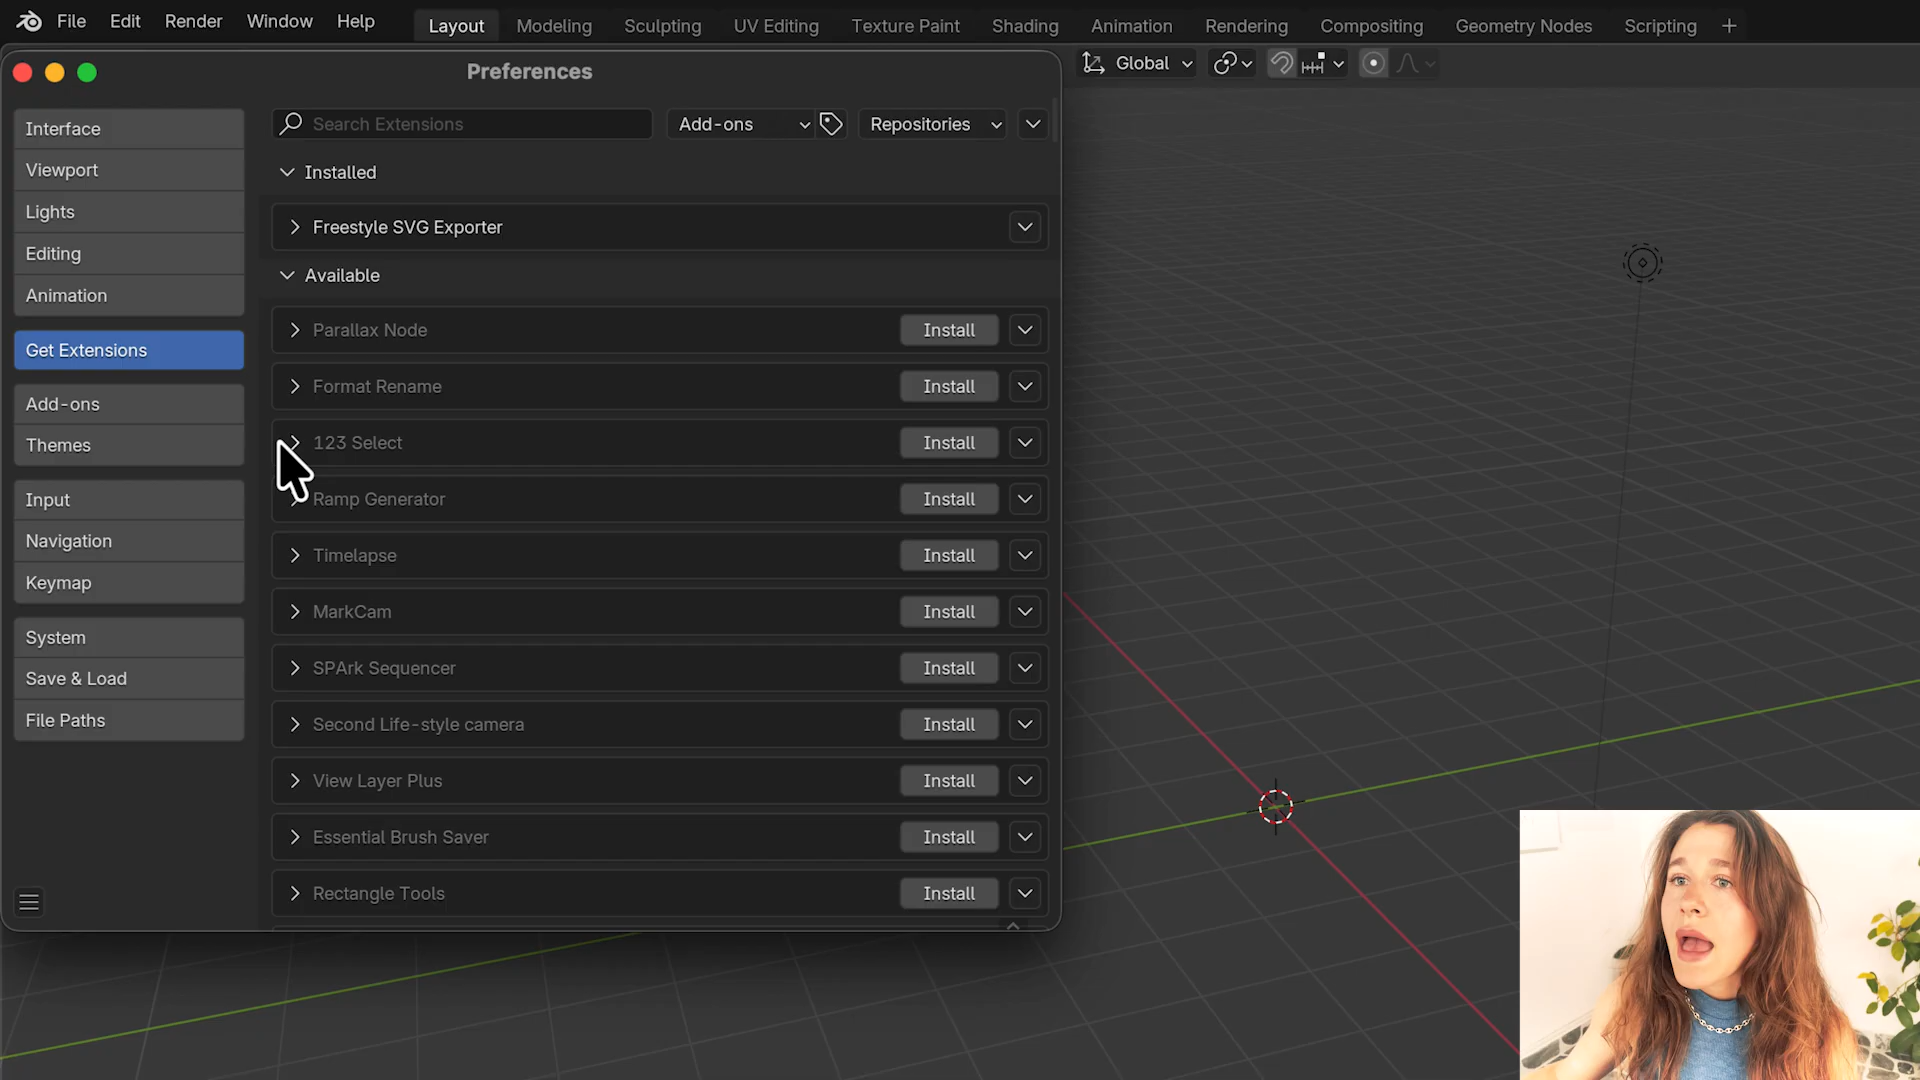 File Edit Render Window Help Layout Modeling Sculpting UV Editing Texture Paint Shading Animation Rendering Compositing Geometry Nodes Scripting +
Preferences
Global
Interface
Viewport
Lights
Editing
Animation
Get Extensions
Add-ons
Themes
Input
Navigation
Keymap
System
Save & Load
File Paths
Search Extensions Add-ons Repositories
Installed
Freestyle SVG Exporter
Available
Parallax Node Install
Format Rename Install
123 Select Install
Ramp Generator Install
Timelapse Install
MarkCam Install
SPArk Sequencer Install
Second Life-style camera Install
View Layer Plus Install
Essential Brush Saver Install
Rectangle Tools Install